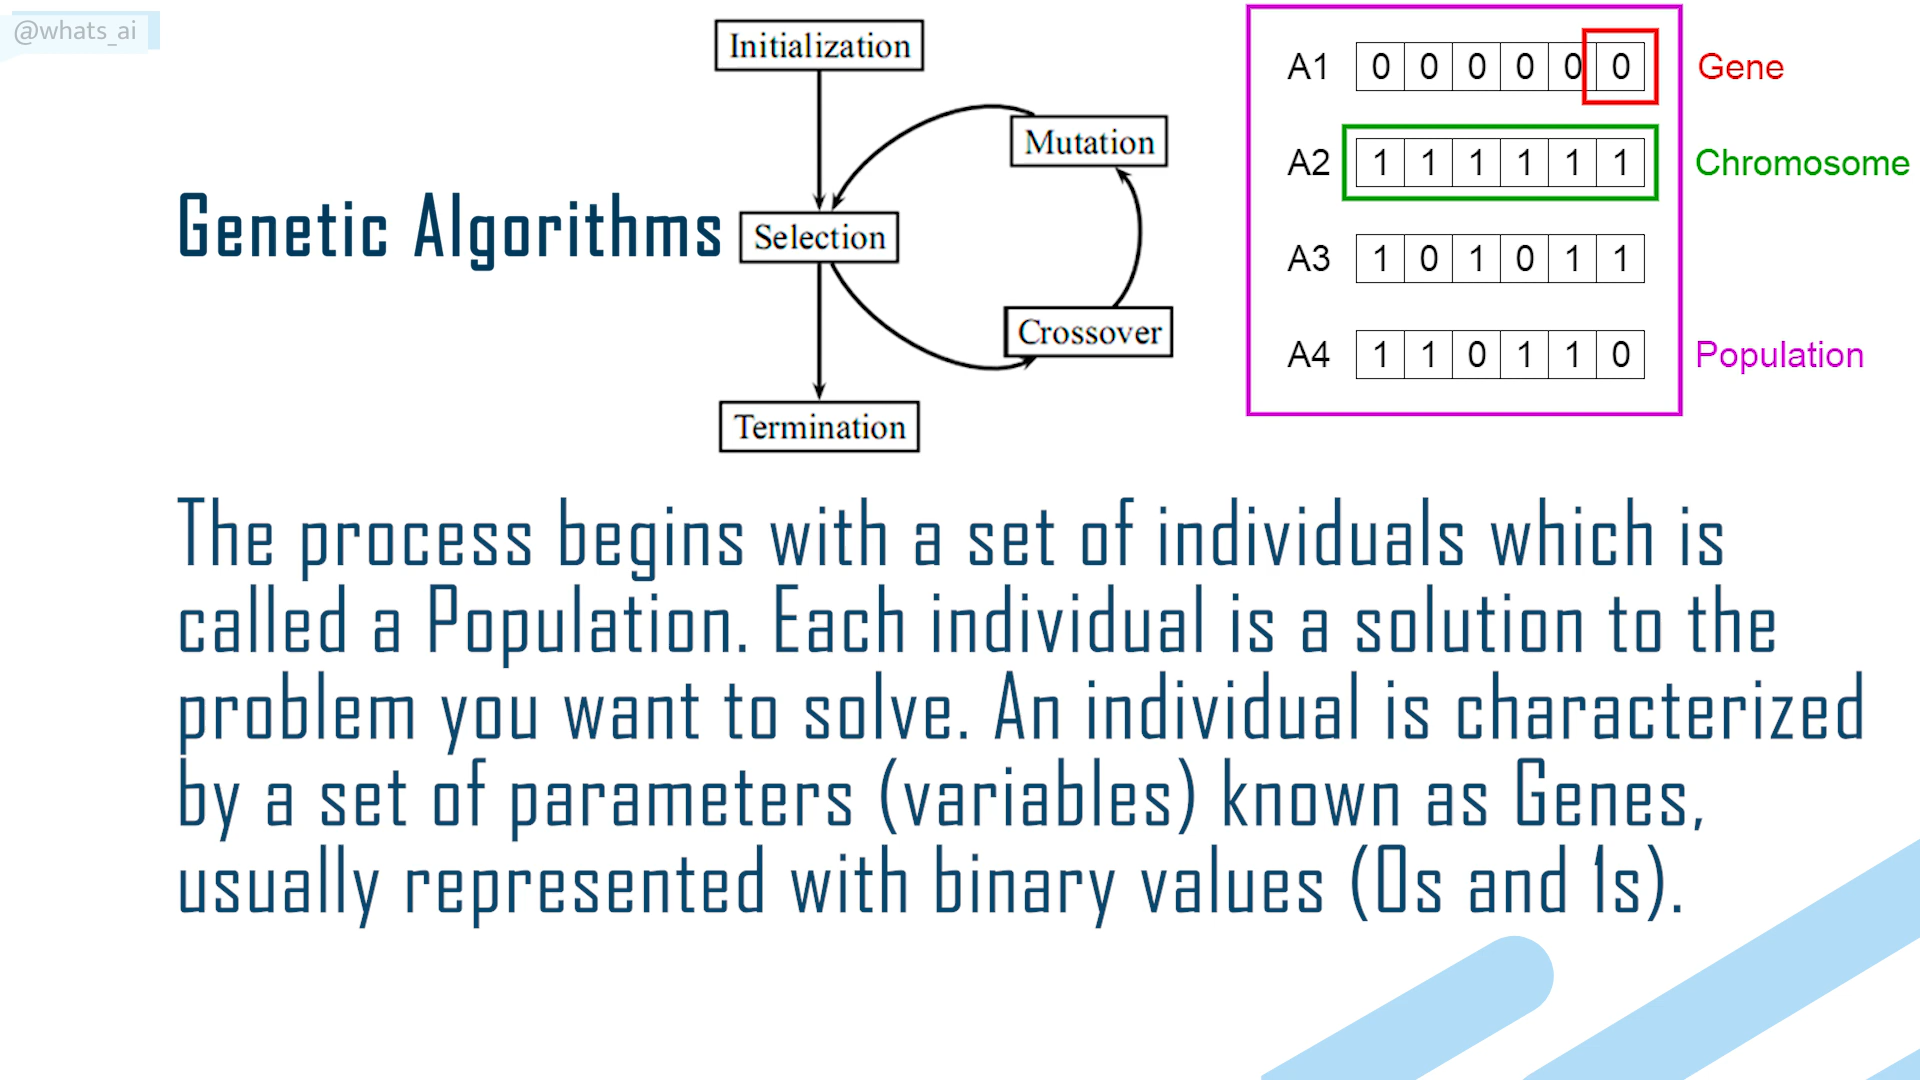 @whats_ai
Genetic Algorithms
Initialization
Mutation
Selection
Crossover
Termination
A1 0 0 0 0 0 0 Gene
A2 1 1 1 1 1 1 Chromosome
A3 1 0 1 0 1 1
A4 1 1 0 1 1 0 Population
The process begins with a set of individuals which is
called a Population. Each individual is a solution to the
problem you want to solve. An individual is characterized
by a set of parameters (variables) known as Genes,
usually represented with binary values (0s and 1s).